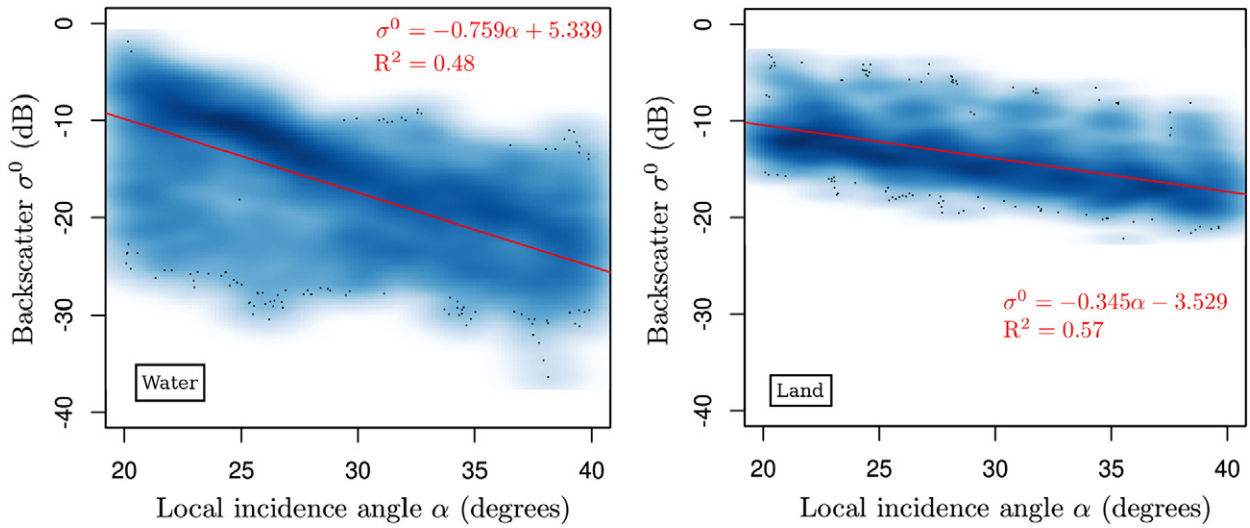 σ⁰ = −0.759α + 5.339
R² = 0.48
Backscatter σ⁰ (dB)
0
-10
-20
-30
-40
Water
20 25 30 35 40
Local incidence angle α (degrees)
Backscatter σ⁰ (dB)
0
-10
-20
-30
-40
σ⁰ = −0.345α − 3.529
R² = 0.57
Land
20 25 30 35 40
Local incidence angle α (degrees)